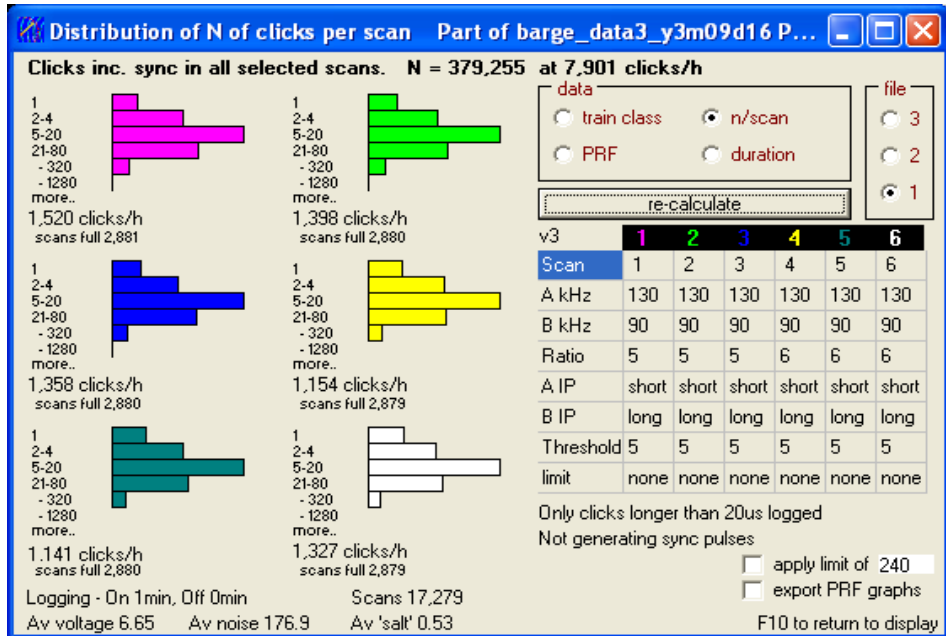 Distribution of N of clicks per scan Part of barge_data3_y3m09d16 P...
Clicks inc. sync in all selected scans. N = 379,255 at 7,901 clicks/h
1
2-4
5-20
21-80
- 320
- 1280
more..
1,520 clicks/h
scans full 2,881
1
2-4
5-20
21-80
- 320
- 1280
more..
1,398 clicks/h
scans full 2,880
1
2-4
5-20
21-80
- 320
- 1280
more..
1,358 clicks/h
scans full 2,880
1
2-4
5-20
21-80
- 320
- 1280
more..
1,154 clicks/h
scans full 2,879
1
2-4
5-20
21-80
- 320
- 1280
more..
1,141 clicks/h
scans full 2,880
1
2-4
5-20
21-80
- 320
- 1280
more..
1,327 clicks/h
scans full 2,879
Logging - On 1min, Off 0min Scans 17,279
Av voltage 6.65 Av noise 176.9 Av 'salt' 0.53
data
train class n/scan
PRF duration
file
3
2
1
re-calculate
v3 1 2 3 4 5 6
Scan 1 2 3 4 5 6
A kHz 130 130 130 130 130 130
B kHz 90 90 90 90 90 90
Ratio 5 5 5 6 6 6
A IP short short short short short short
B IP long long long long long long
Threshold 5 5 5 5 5 5
limit none none none none none none
Only clicks longer than 20us logged
Not generating sync pulses
apply limit of 240
export PRF graphs
F10 to return to display